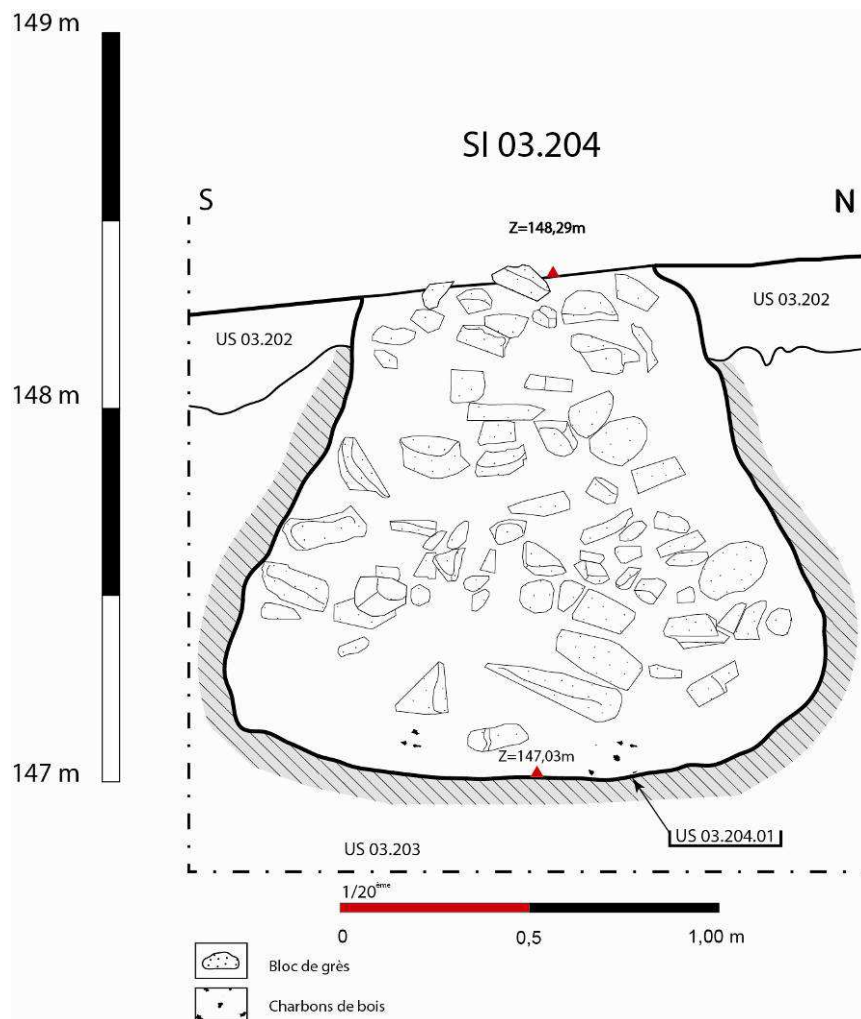 149 m
SI 03.204
S
N
Z=148,29m
US 03.202
US 03.202
148 m
147 m
Z=147,03m
US 03.204.01
US 03.203
1/20ème
0
0,5
1,00 m
Bloc de grès
Charbons de bois